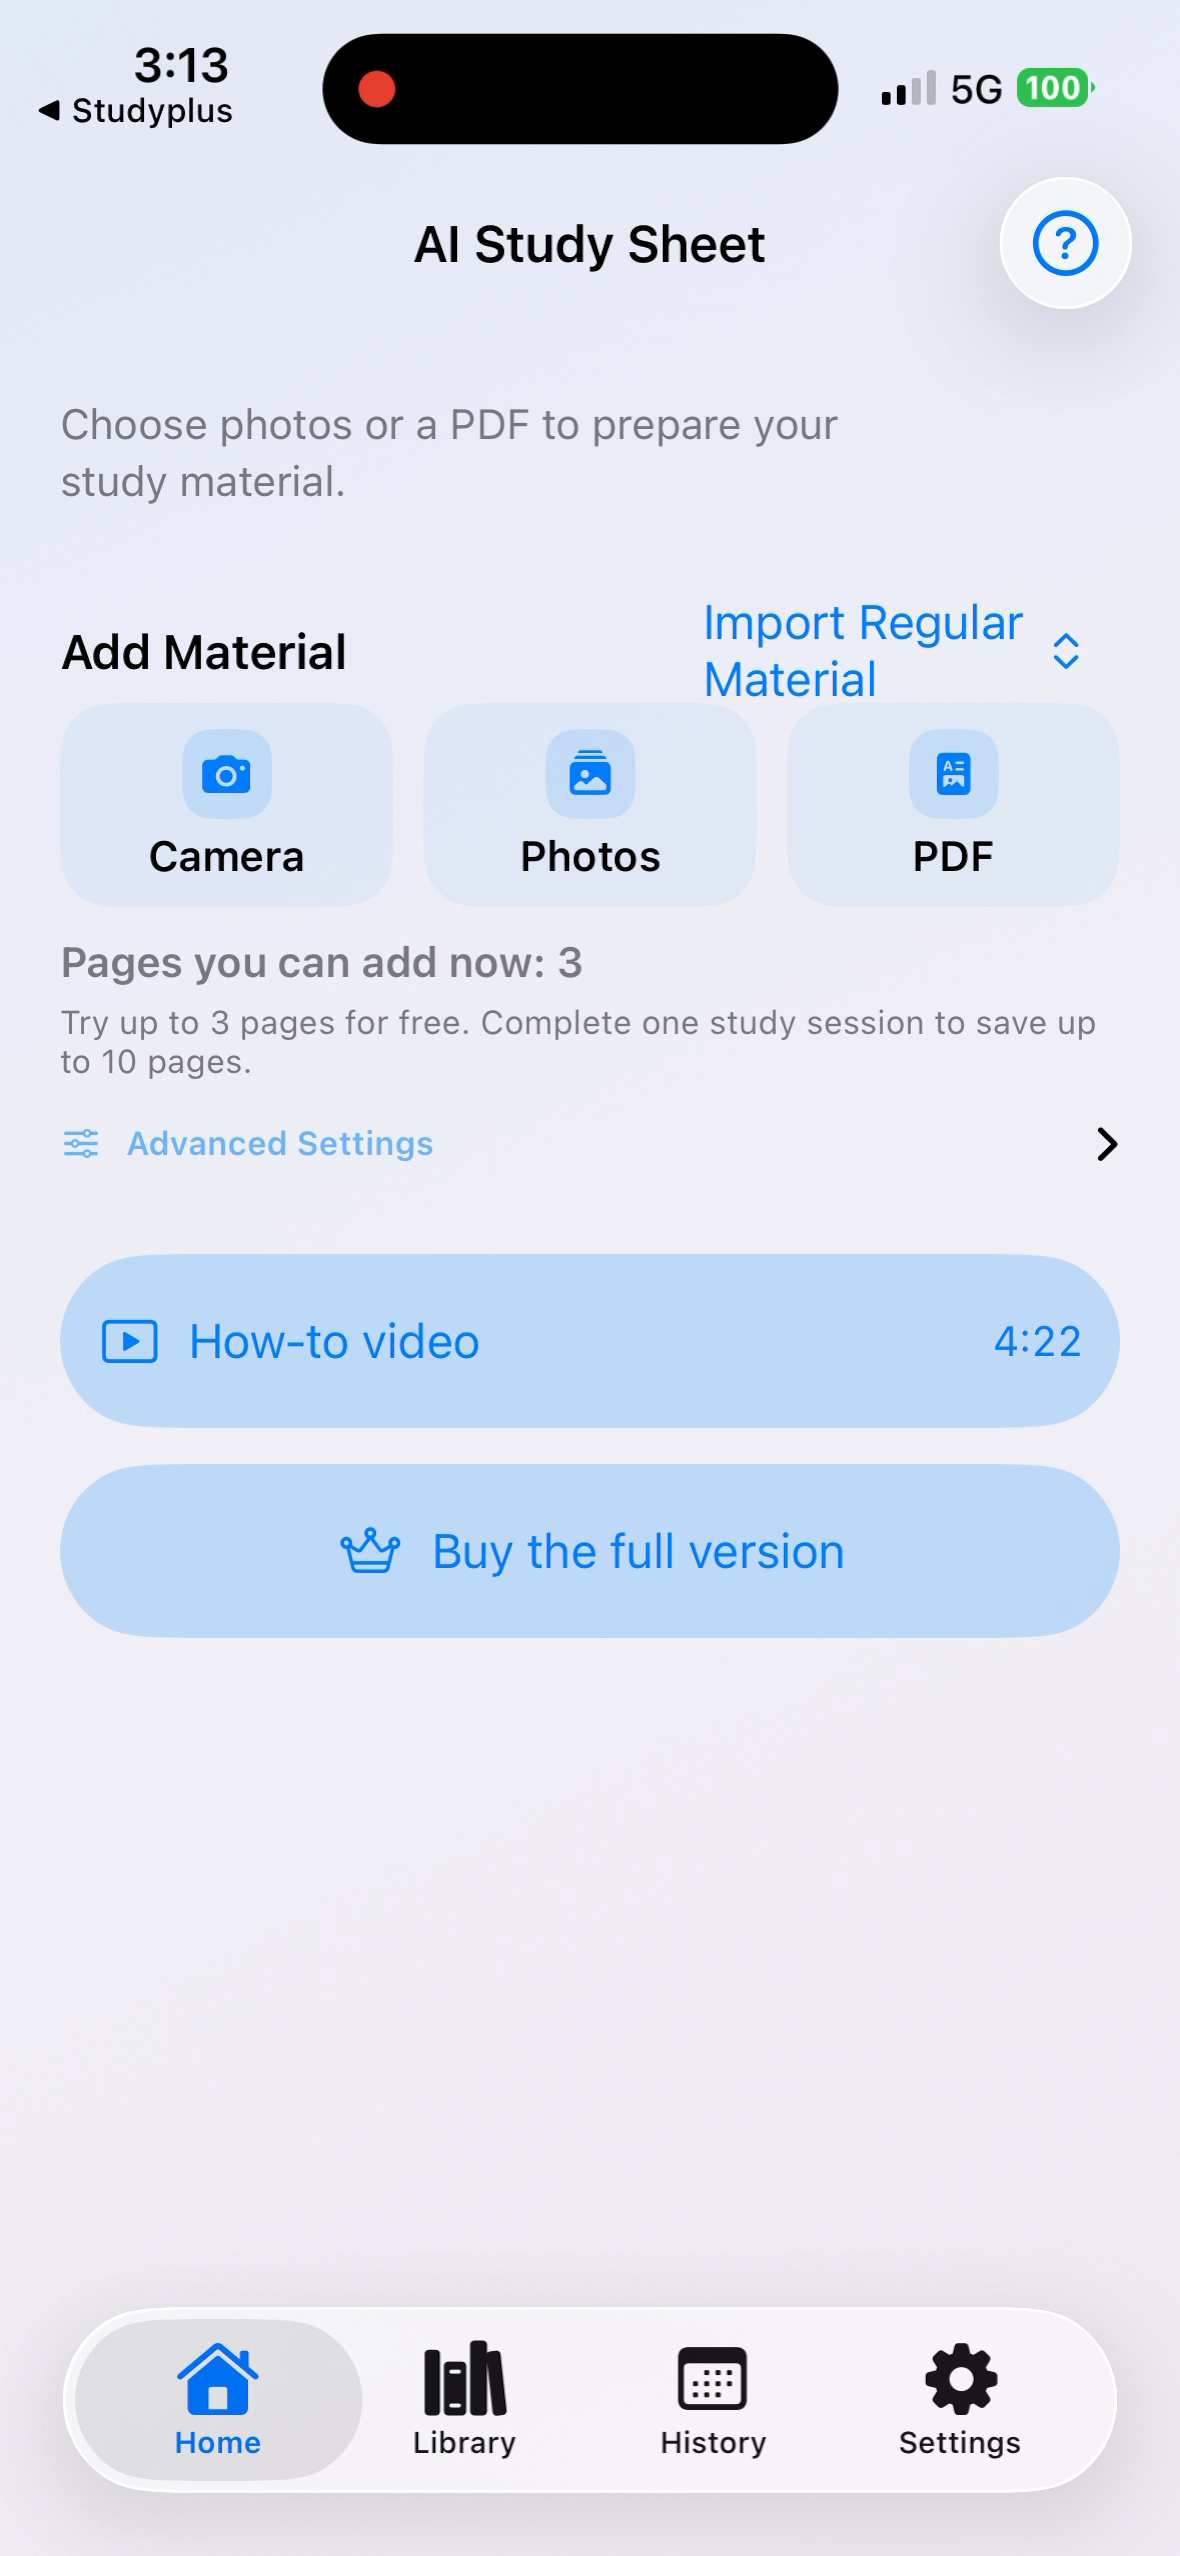 3:13
Studyplus
5G 100
AI Study Sheet
Choose photos or a PDF to prepare your
study material.
Add Material
Import Regular
Material
Camera
Photos
PDF
Pages you can add now: 3
Try up to 3 pages for free. Complete one study session to save up
to 10 pages.
Advanced Settings
How-to video 4:22
Buy the full version
Home
Library
History
Settings